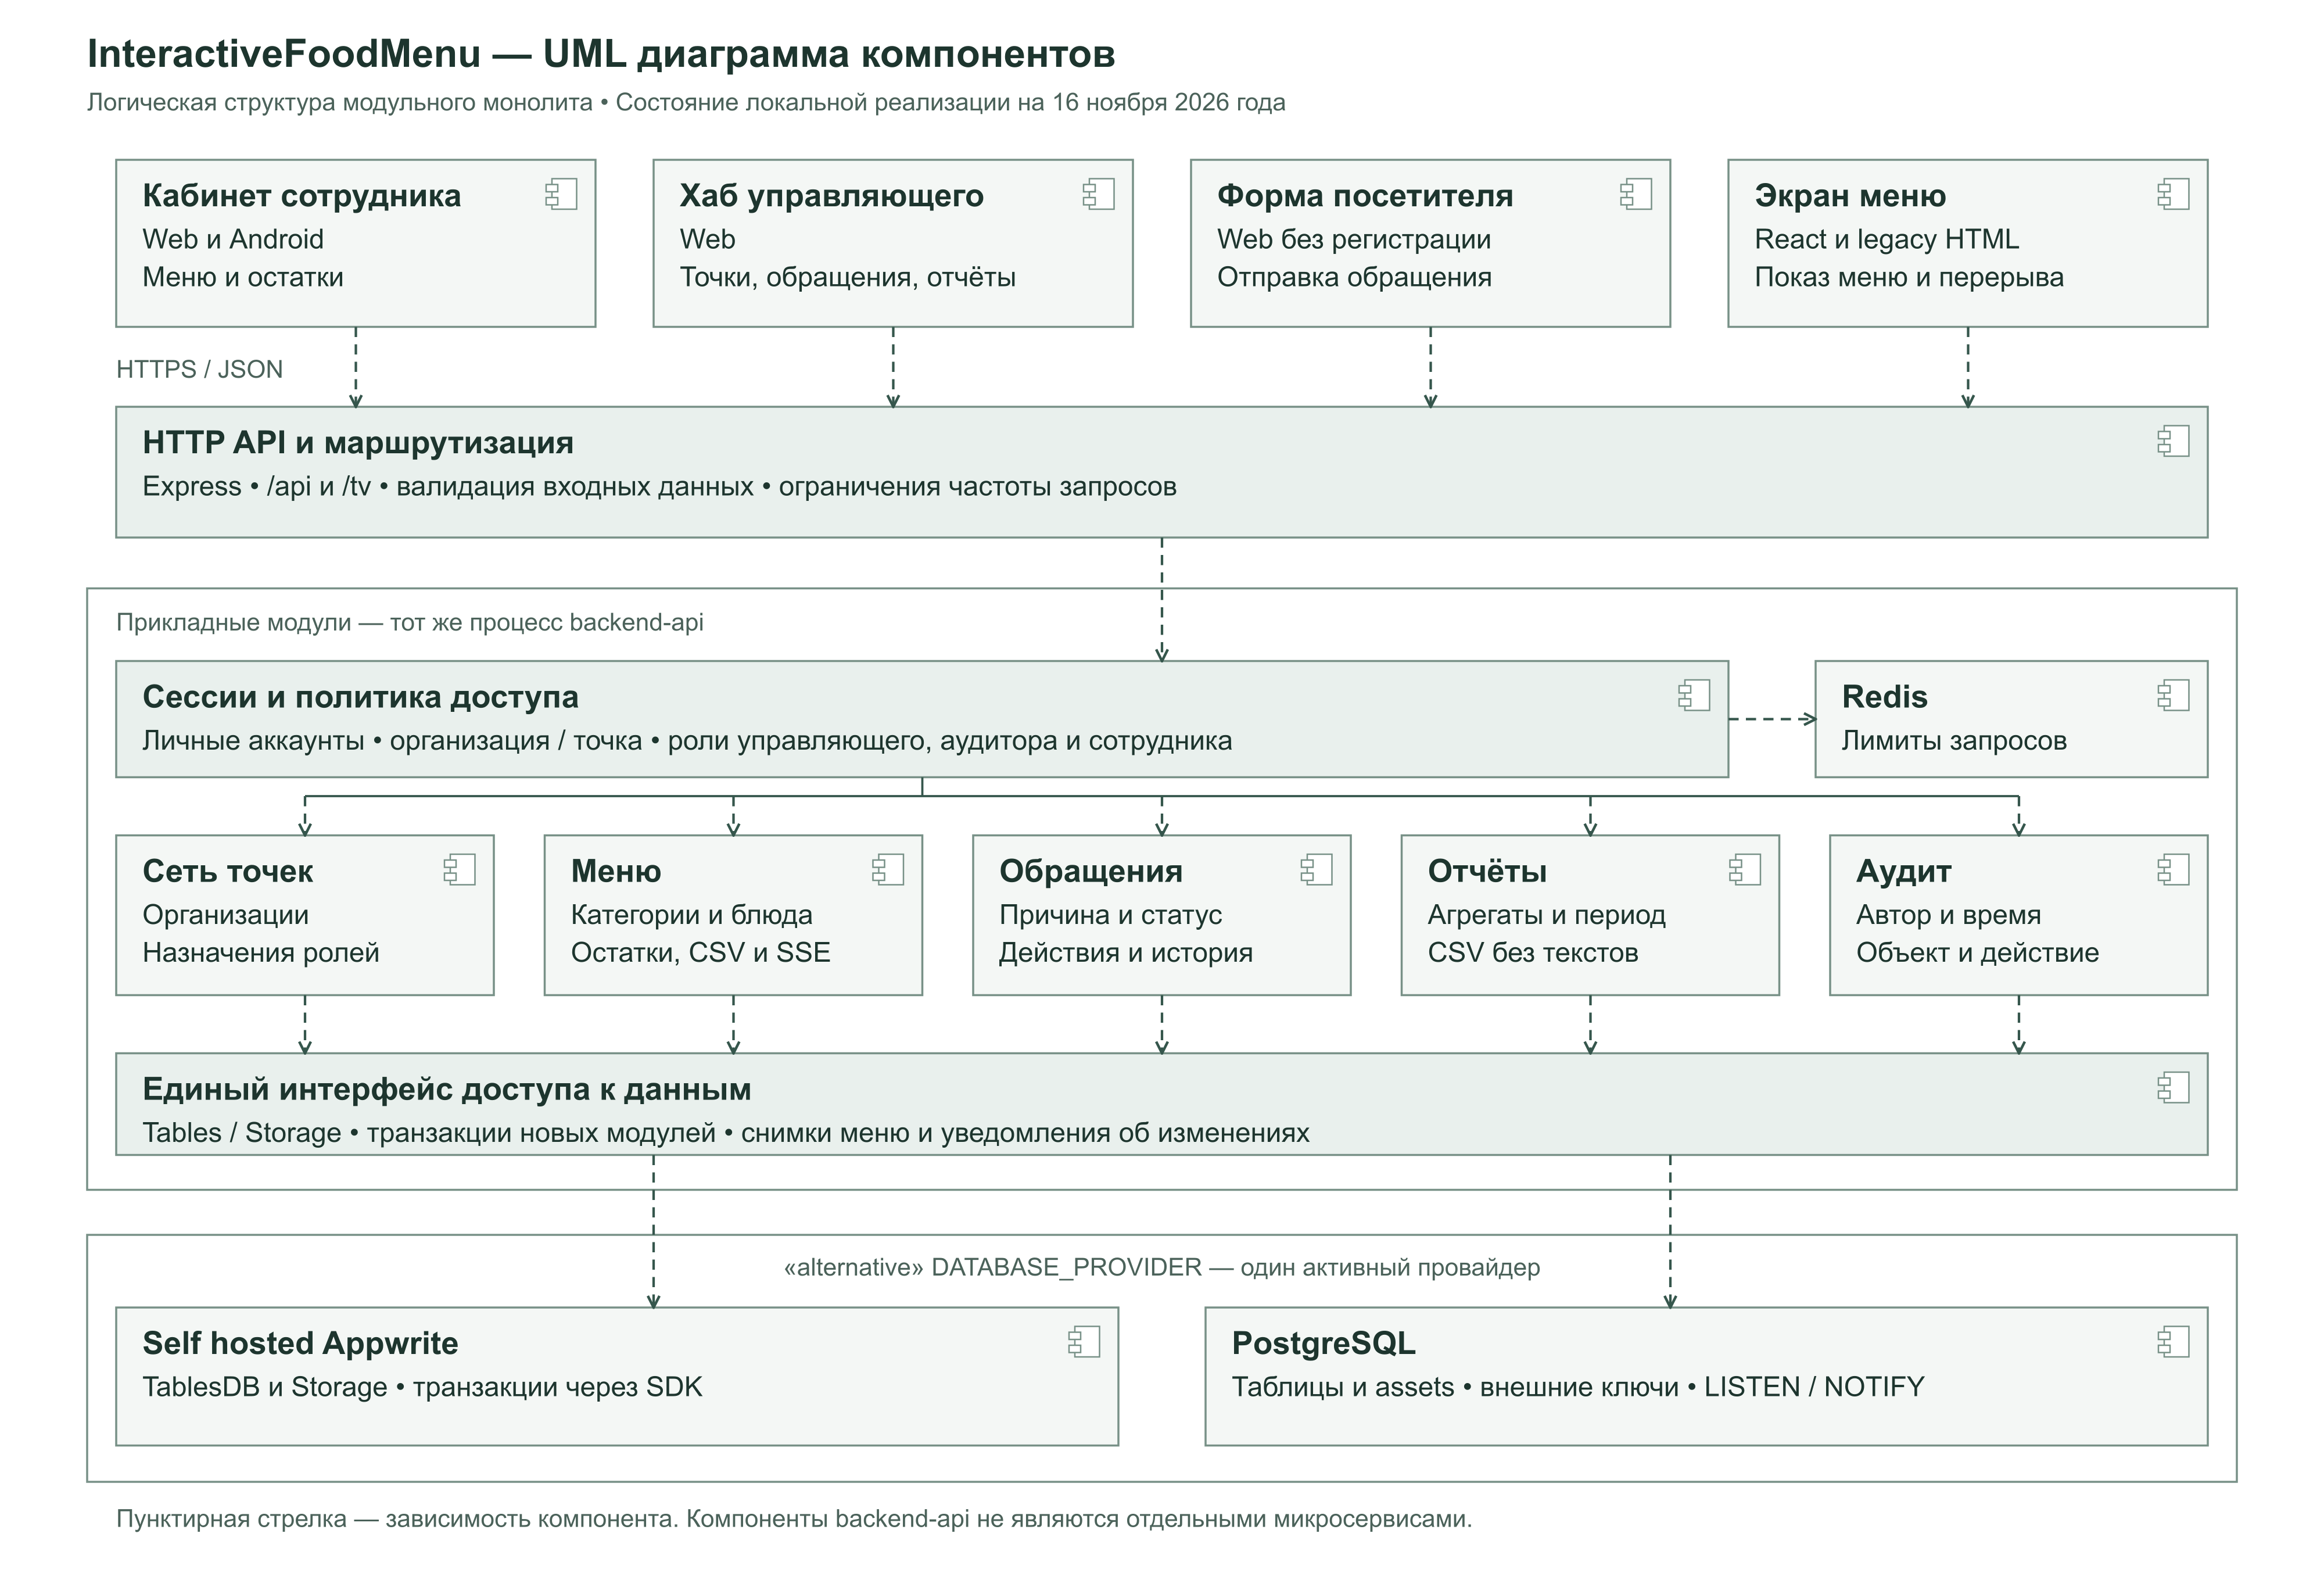 InteractiveFoodMenu — UML диаграмма компонентов
Логическая структура модульного монолита • Состояние локальной реализации на 16 ноября 2026 года
Кабинет сотрудника
Web и Android
Меню и остатки
Хаб управляющего
Web
Точки, обращения, отчёты
Форма посетителя
Web без регистрации
Отправка обращения
Экран меню
React и legacy HTML
Показ меню и перерыва
HTTPS / JSON
HTTP API и маршрутизация
Express • /api и /tv • валидация входных данных • ограничения частоты запросов
Прикладные модули — тот же процесс backend-api
Сессии и политика доступа
Личные аккаунты • организация / точка • роли управляющего, аудитора и сотрудника
Redis
Лимиты запросов
Сеть точек
Организации
Назначения ролей
Меню
Категории и блюда
Остатки, CSV и SSE
Обращения
Причина и статус
Действия и история
Отчёты
Агрегаты и период
CSV без текстов
Аудит
Автор и время
Объект и действие
Единый интерфейс доступа к данным
Tables / Storage • транзакции новых модулей • снимки меню и уведомления об изменениях
«alternative» DATABASE_PROVIDER — один активный провайдер
Self hosted Appwrite
TablesDB и Storage • транзакции через SDK
PostgreSQL
Таблицы и assets • внешние ключи • LISTEN / NOTIFY
Пунктирная стрелка — зависимость компонента. Компоненты backend-api не являются отдельными микросервисами.